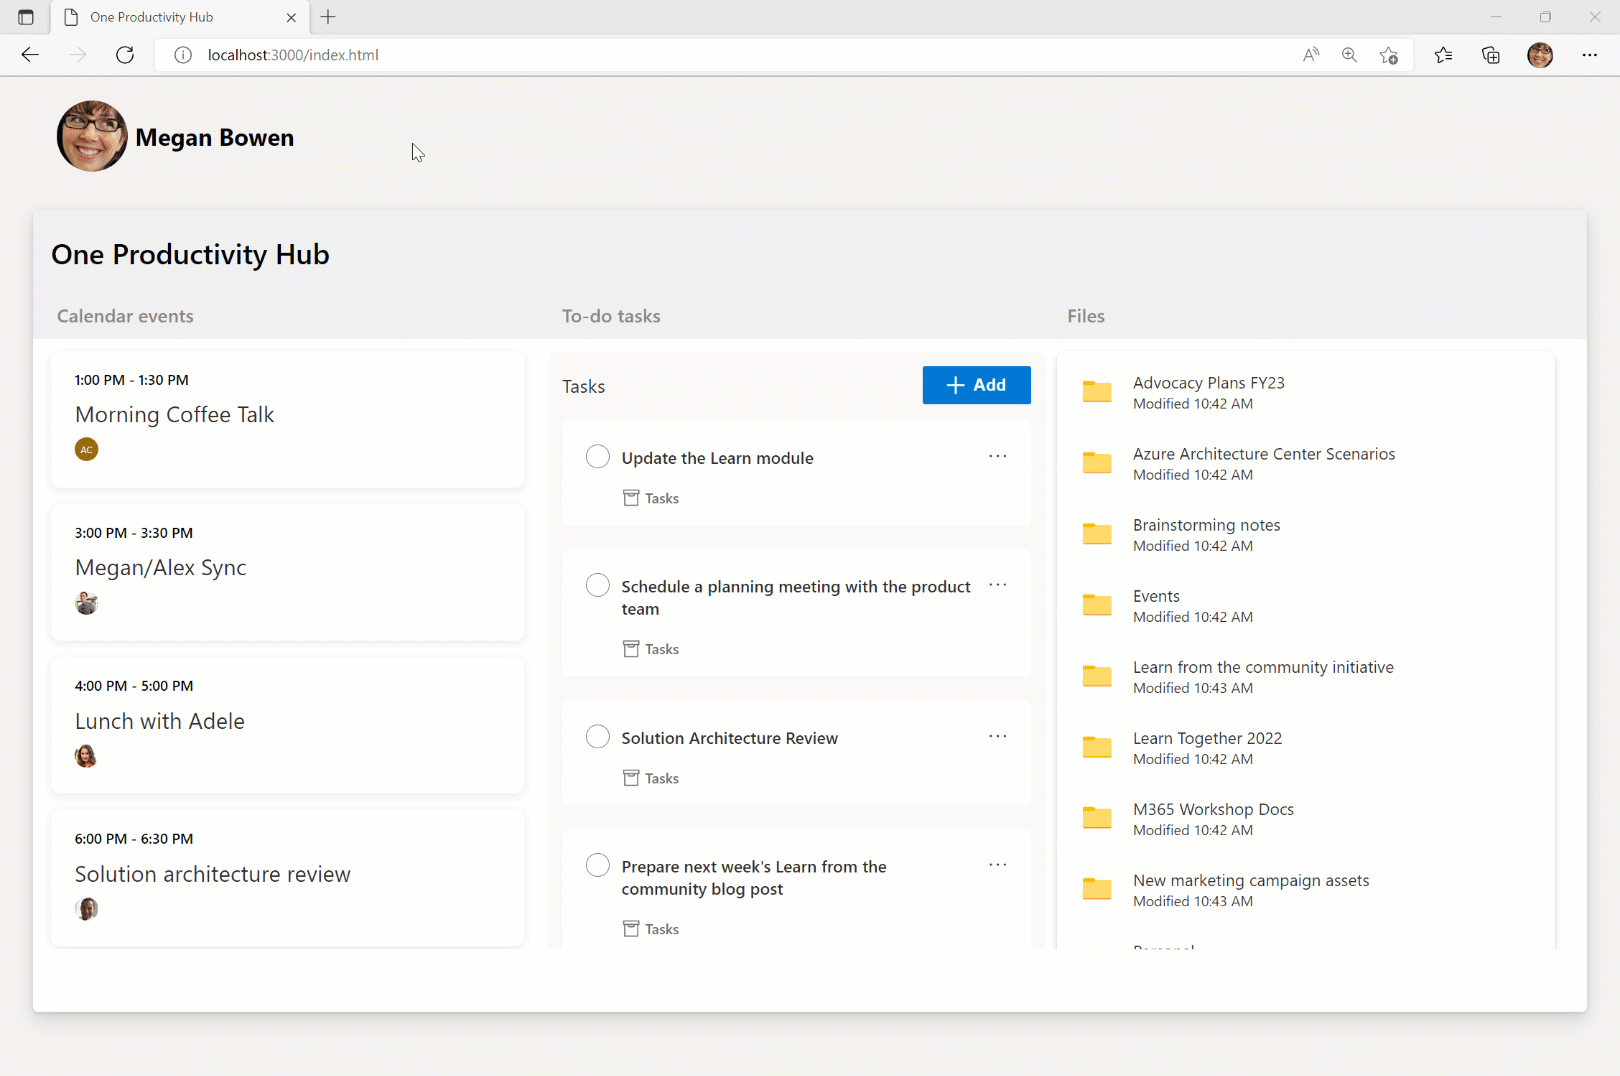 One Productivity Hub
localhost:3000/index.html
Megan Bowen
One Productivity Hub
Calendar events
To-do tasks
Files
1:00 PM - 1:30 PM
Morning Coffee Talk
AC
3:00 PM - 3:30 PM
Megan/Alex Sync
4:00 PM - 5:00 PM
Lunch with Adele
6:00 PM - 6:30 PM
Solution architecture review
Tasks
Add
Update the Learn module
Tasks
Schedule a planning meeting with the product
team
Tasks
Solution Architecture Review
Tasks
Prepare next week's Learn from the
community blog post
Tasks
Advocacy Plans FY23
Modified 10:42 AM
Azure Architecture Center Scenarios
Modified 10:42 AM
Brainstorming notes
Modified 10:42 AM
Events
Modified 10:42 AM
Learn from the community initiative
Modified 10:43 AM
Learn Together 2022
Modified 10:42 AM
M365 Workshop Docs
Modified 10:42 AM
New marketing campaign assets
Modified 10:43 AM